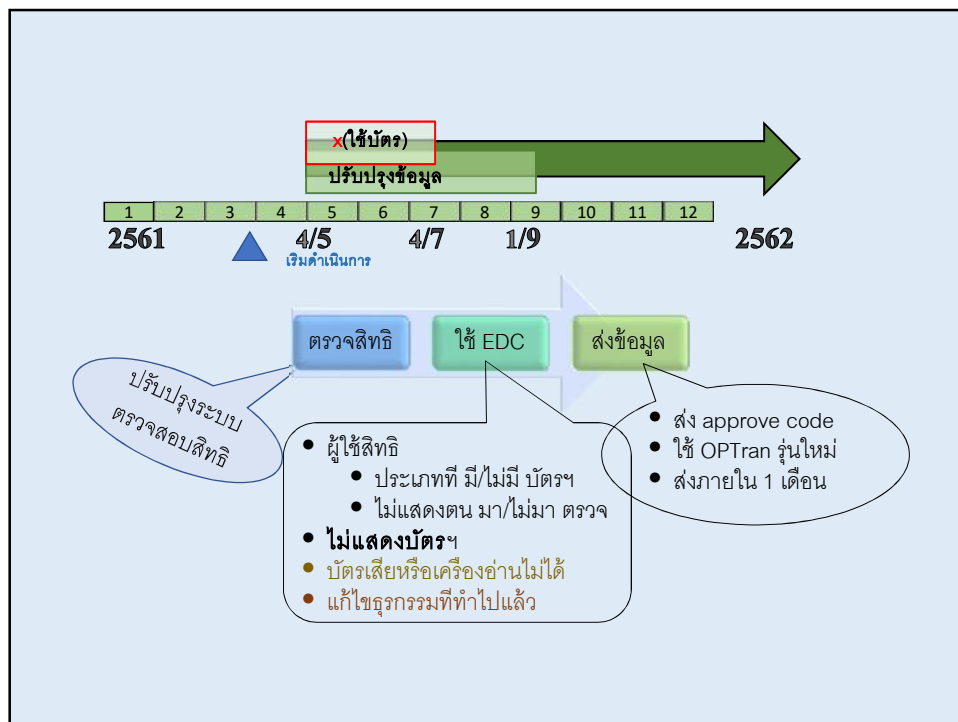 x(ใช้บัตร)
ปรับปรุงข้อมูล
1 2 3 4 5 6 7 8 9 10 11 12
2561 4/5 4/7 1/9 2562
เริ่มดำเนินการ
ตรวจสิทธิ ใช้ EDC ส่งข้อมูล
ปรับปรุงระบบ
ตรวจสอบสิทธิ
• ผู้ใช้สิทธิ
• ประเภทที มี/ไม่มี บัตรฯ
• ไม่แสดงตน มา/ไม่มา ตรวจ
• ไม่แสดงบัตรฯ
• บัตรเสียหรือเครื่องอ่านไม่ได้
• แก้ไขธุรกรรมทีทำไปแล้ว
• ส่ง approve code
• ใช้ OPTran รุ่นใหม่
• ส่งภายใน 1 เดือน